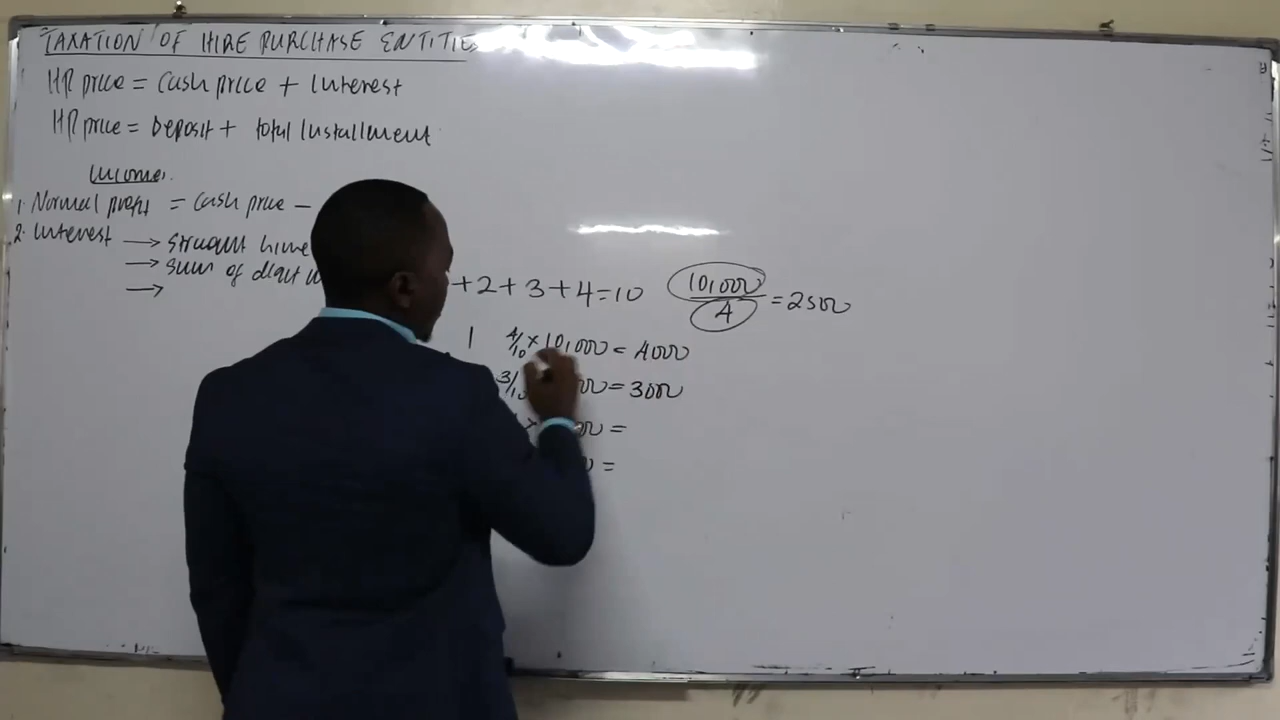 TAXATION OF HIRE PURCHASE ENTITIE
HP price = Cash price + Interest
HP price = Deposit + total Installment
Income.
1. Normal profit = Cash price –
2. Interest → straight line
→ sum of digit
→
+ 2 + 3 + 4 = 10
10,000 / 4 = 2500
1 4/10 × 10,000 = 4000
3/10 00 = 3000
× 00 =
0 =